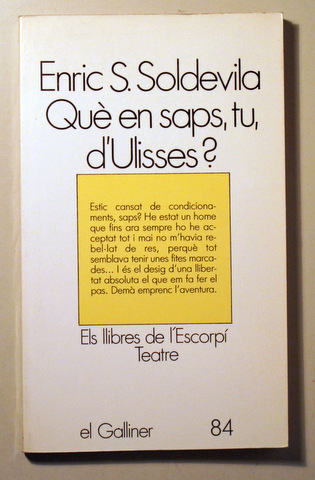 Enric S. Soldevila
Què en saps, tu,
d'Ulisses?
Estic cansat de condiciona-
ments, saps? He estat un home
que fins ara sempre ho he ac-
ceptat tot i mai no m'havia re-
bel·lat de res, perquè tot
semblava tenir unes fites marca-
des... I és el desig d'una lliber-
tat absoluta el que em fa fer el
pas. Demà emprenc l'aventura.
Els llibres de l'Escorpí
Teatre
el Galliner 84